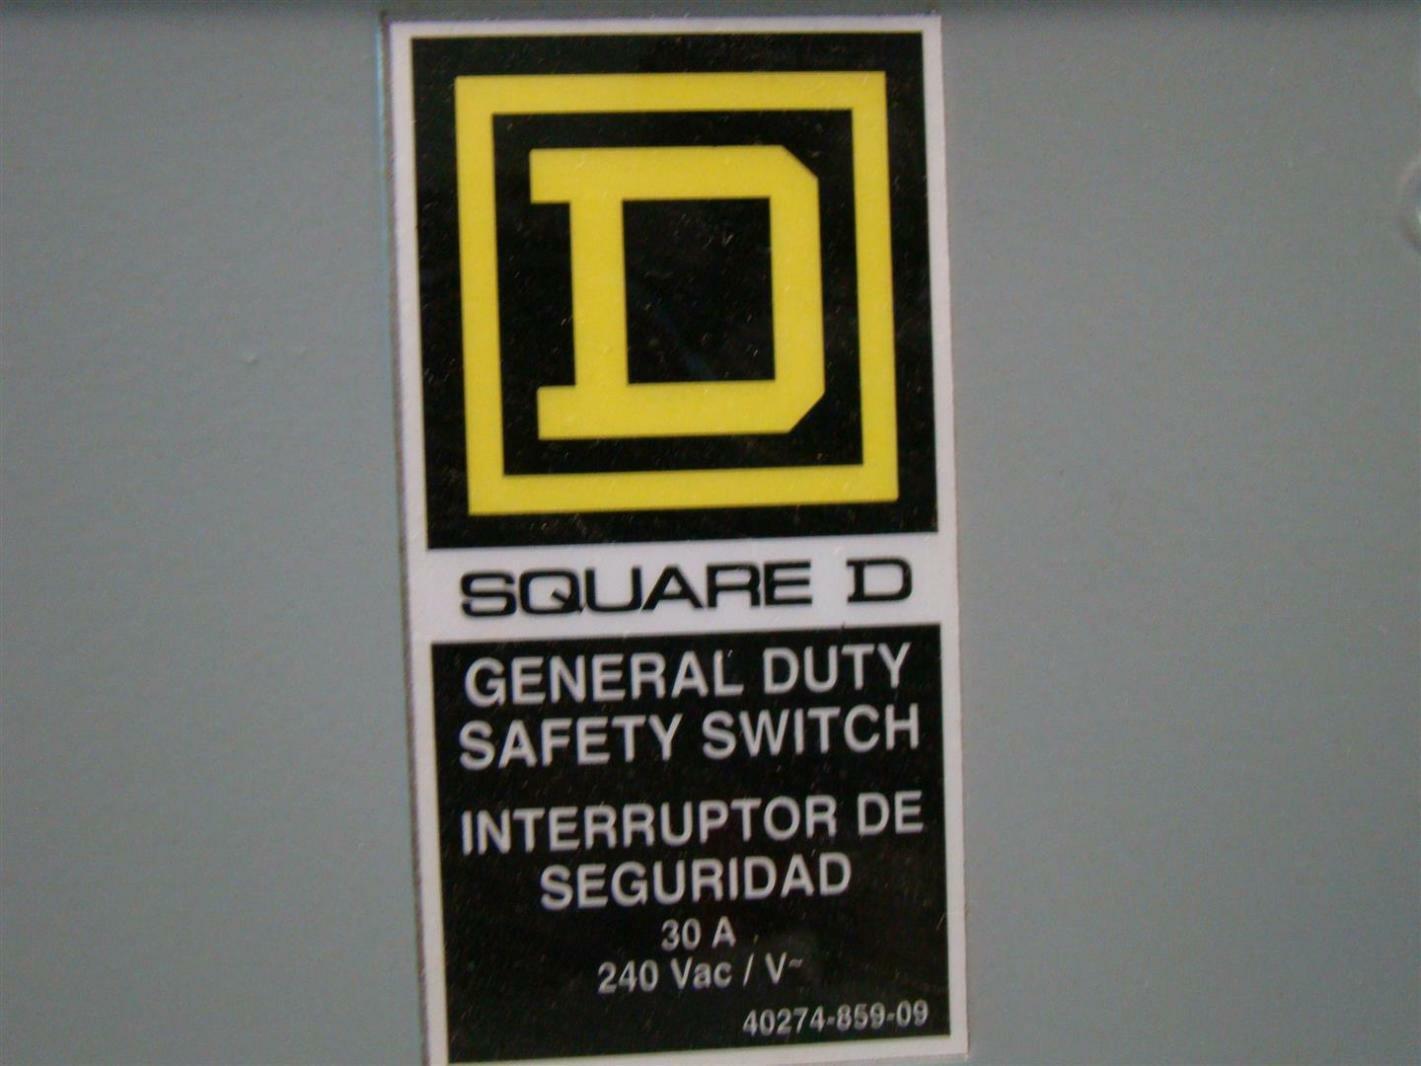 D
SQUARE D
GENERAL DUTY
SAFETY SWITCH
INTERRUPTOR DE
SEGURIDAD
30 A
240 Vac / V~
40274-859-09